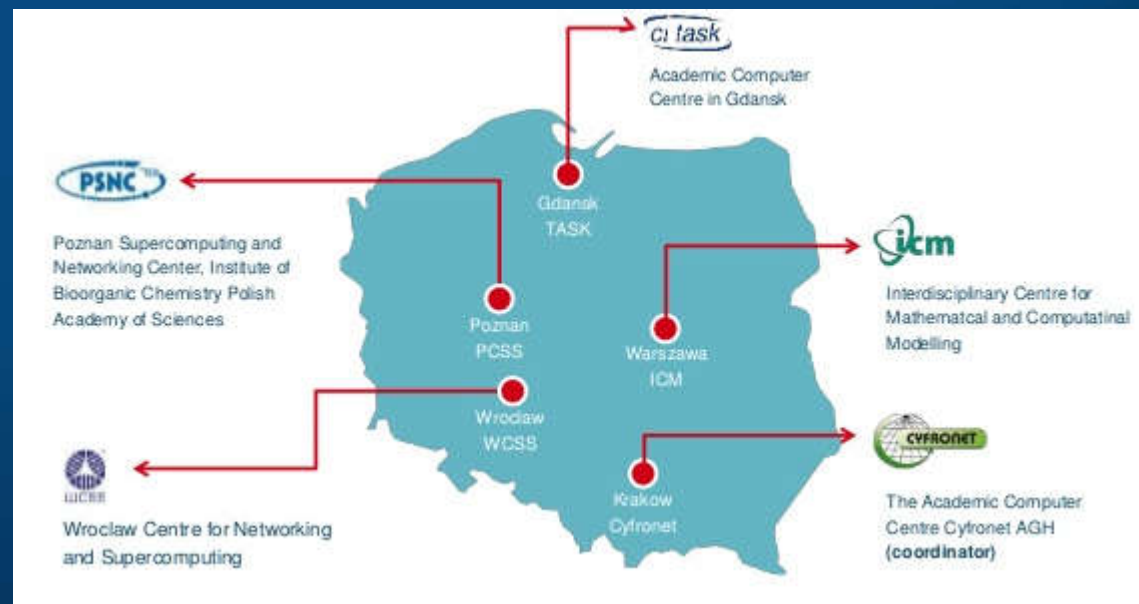 ci task
Academic Computer
Centre in Gdansk
PSNC
Poznan Supercomputing and
Networking Center, Institute of
Bioorganic Chemistry Polish
Academy of Sciences
Gdansk
TASK
icm
Interdisciplinary Centre for
Mathematcal and Computatinal
Modelling
Poznan
PCSS
Warszawa
ICM
Wroclaw
WCSS
WCSS
Wroclaw Centre for Networking
and Supercomputing
Krakow
Cyfronet
CYFRONET
The Academic Computer
Centre Cyfronet AGH
(coordinator)